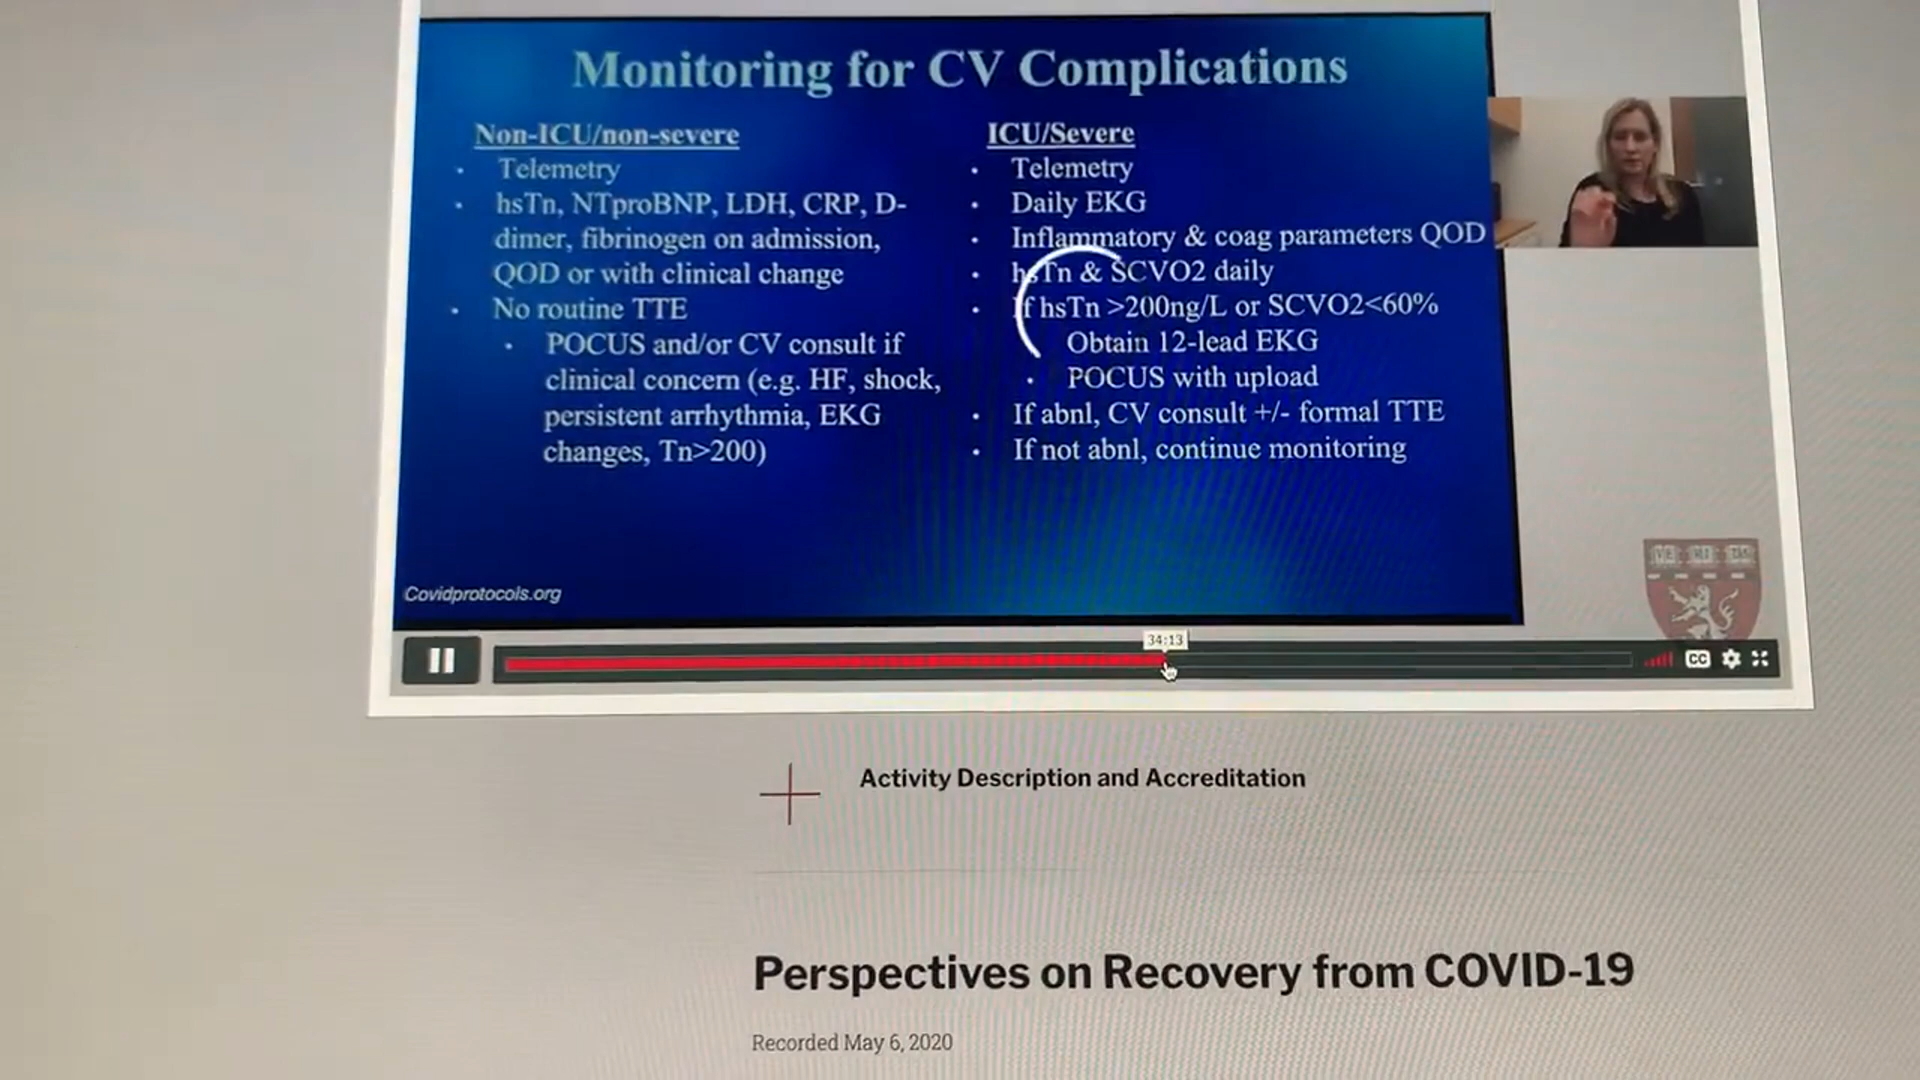 Monitoring for CV Complications
Non-ICU/non-severe
• Telemetry
• hsTn, NTproBNP, LDH, CRP, D-
dimer, fibrinogen on admission,
QOD or with clinical change
• No routine TTE
• POCUS and/or CV consult if
clinical concern (e.g. HF, shock,
persistent arrhythmia, EKG
changes, Tn>200)
ICU/Severe
• Telemetry
• Daily EKG
• Inflammatory & coag parameters QOD
• hsTn & SCVO2 daily
• If hsTn >200ng/L or SCVO2<60%
Obtain 12-lead EKG
• POCUS with upload
• If abnl, CV consult +/- formal TTE
• If not abnl, continue monitoring
Covidprotocols.org
VE RI TAS
34:13
CC
Activity Description and Accreditation
Perspectives on Recovery from COVID-19
Recorded May 6, 2020